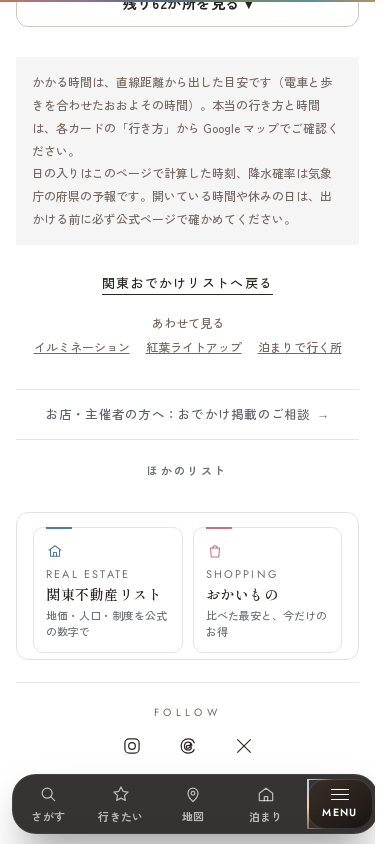 残り62か所を見る ▼
かかる時間は、直線距離から出した目安です（電車と歩
きを合わせたおおよその時間）。本当の行き方と時間
は、各カードの「行き方」から Google マップでご確認く
ださい。
日の入りはこのページで計算した時刻、降水確率は気象
庁の府県の予報です。開いている時間や休みの日は、出
かける前に必ず公式ページで確かめてください。
関東おでかけリストへ戻る
あわせて見る
イルミネーション 紅葉ライトアップ 泊まりで行く所
お店・主催者の方へ：おでかけ掲載のご相談 →
ほかのリスト
REAL ESTATE
関東不動産リスト
地価・人口・制度を公式
の数字で
SHOPPING
おかいもの
比べた最安と、今だけの
お得
FOLLOW
さがす 行きたい 地図 泊まり MENU